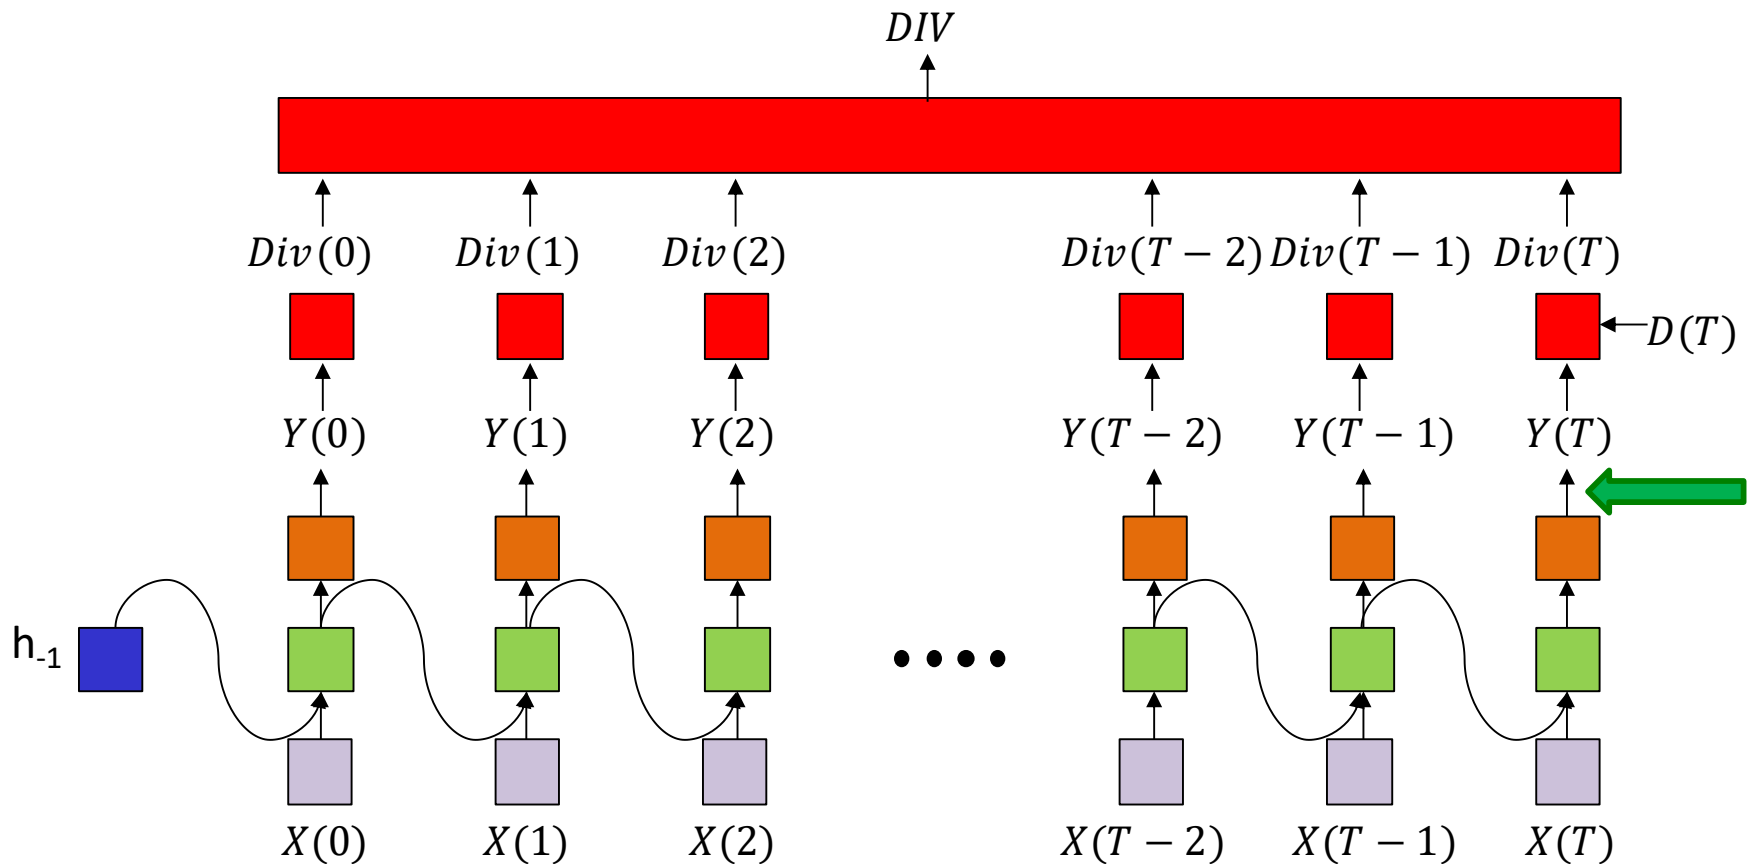 DIV
Div(0) Div(1) Div(2) Div(T − 2) Div(T − 1) Div(T)
D(T)
Y(0) Y(1) Y(2) Y(T − 2) Y(T − 1) Y(T)
h₋₁
X(0) X(1) X(2) X(T − 2) X(T − 1) X(T)